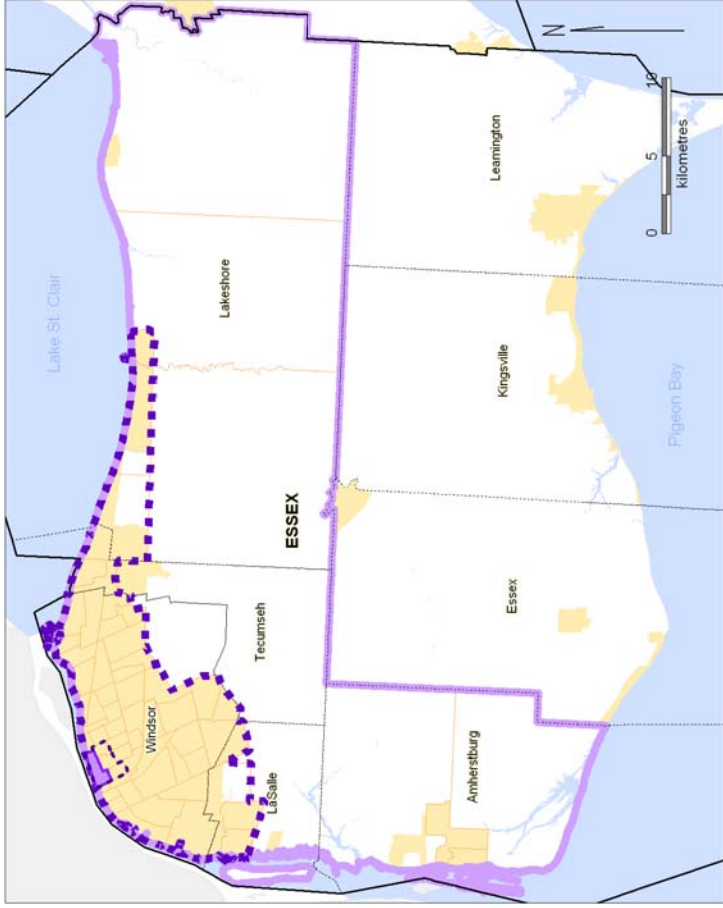 Lake St. Clair
Lakeshore
ESSEX
Windsor
Tecumseh
LaSalle
Leamington
Kingsville
Essex
Amherstburg
Pigeon Bay
N
0 5 10
kilometres